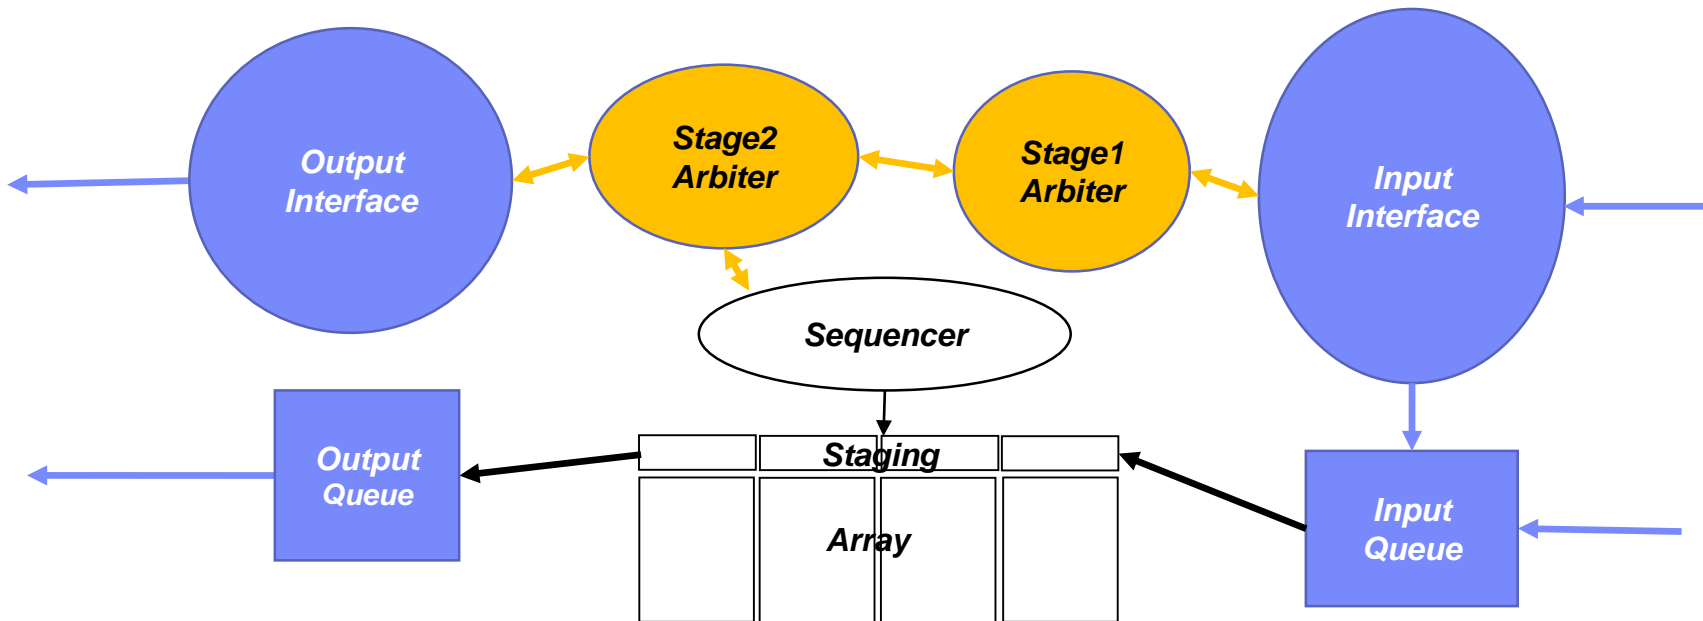 Output
Interface
Stage2
Arbiter
Stage1
Arbiter
Input
Interface
Sequencer
Output
Queue
Staging
Array
Input
Queue